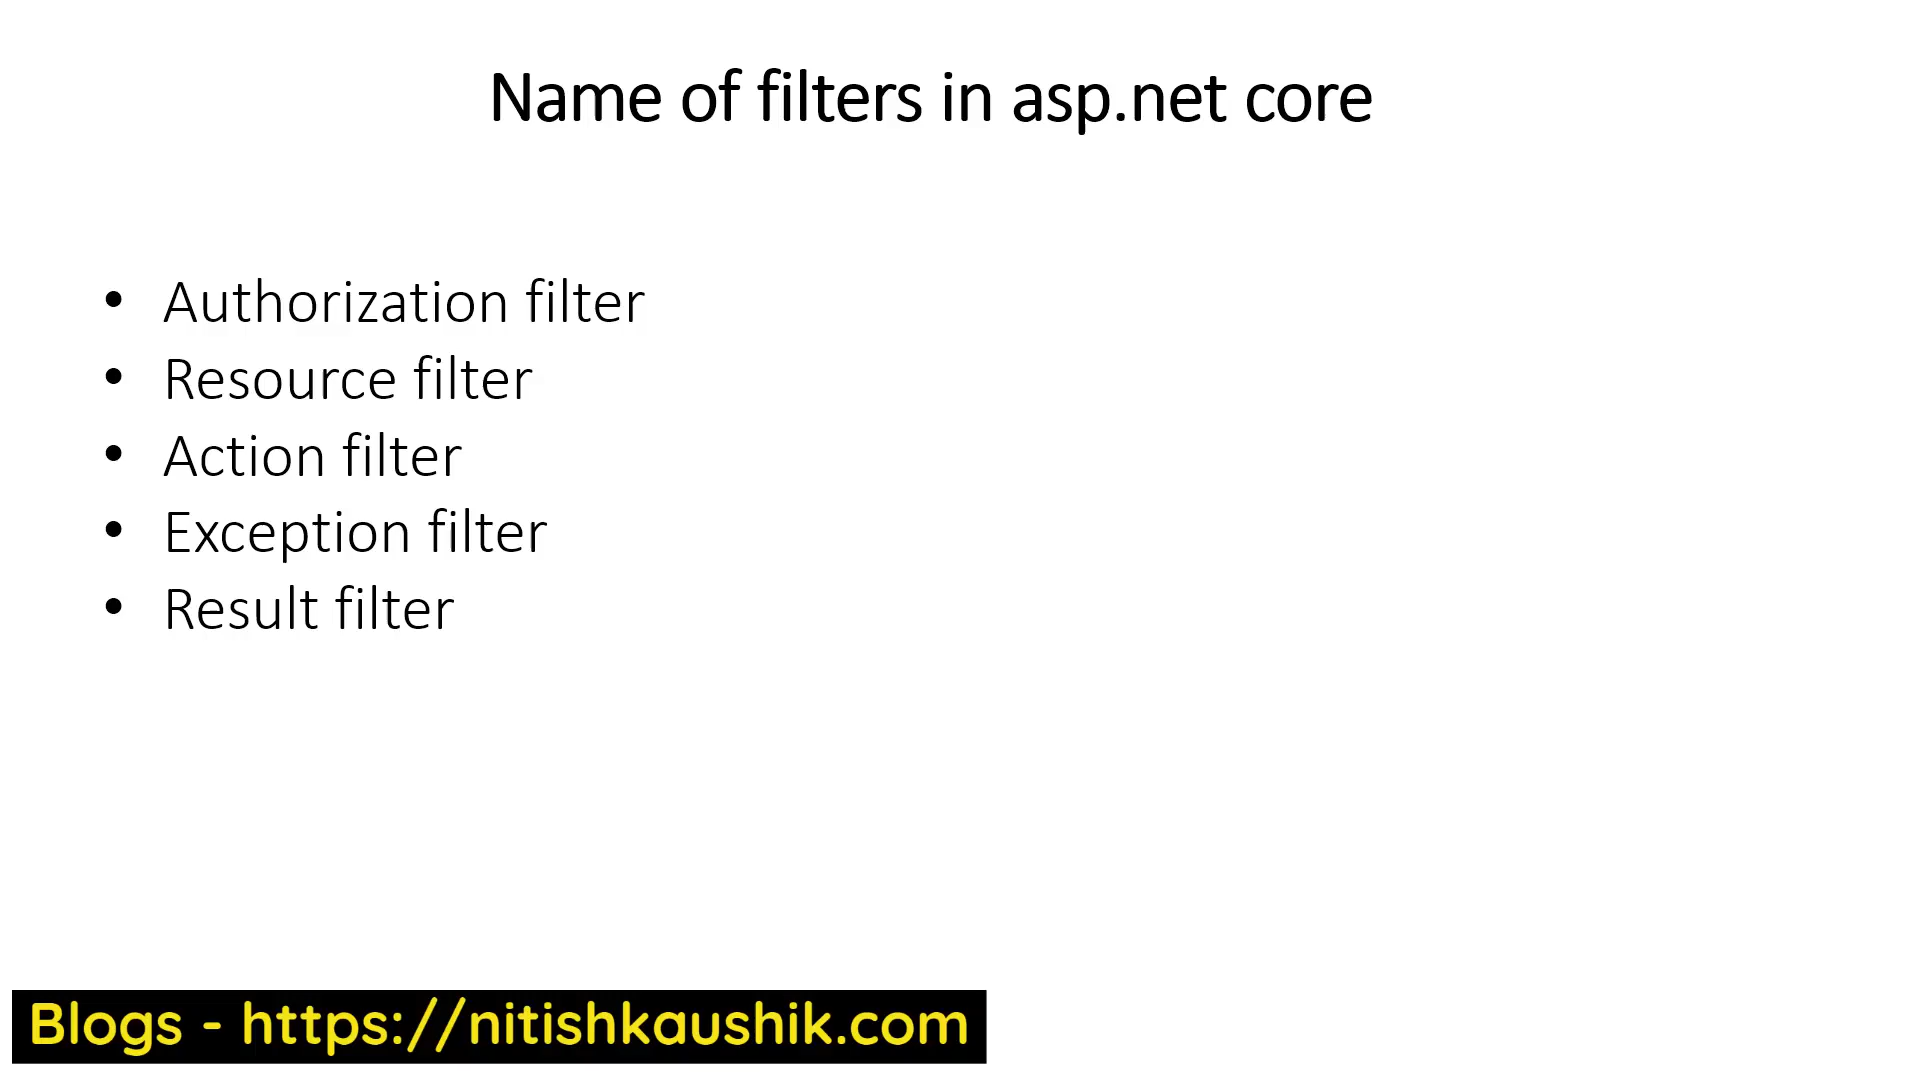 Name of filters in asp.net core
• Authorization filter
• Resource filter
• Action filter
• Exception filter
• Result filter
Blogs - https://nitishkaushik.com